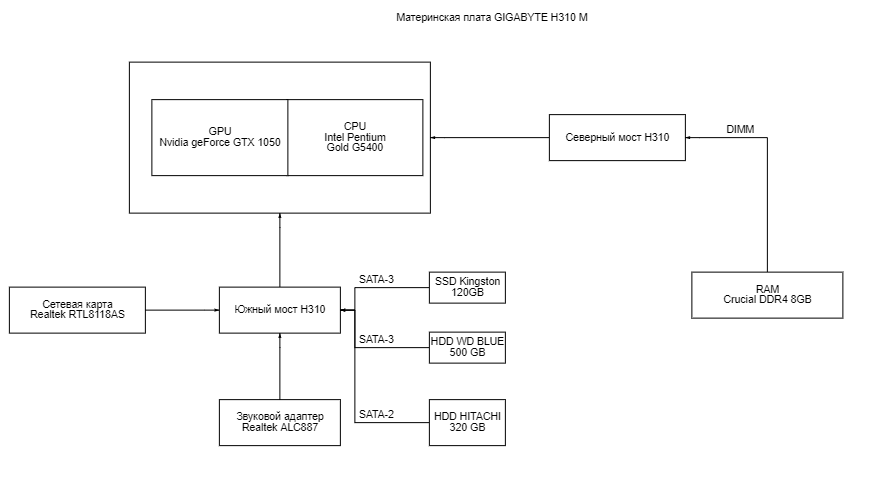 Материнская плата GIGABYTE H310 M
GPU
Nvidia geForce GTX 1050
CPU
Intel Pentium
Gold G5400
Северный мост H310
DIMM
RAM
Crucial DDR4 8GB
Сетевая карта
Realtek RTL8118AS
Южный мост H310
SATA-3
SSD Kingston
120GB
SATA-3
HDD WD BLUE
500 GB
Звуковой адаптер
Realtek ALC887
SATA-2
HDD HITACHI
320 GB